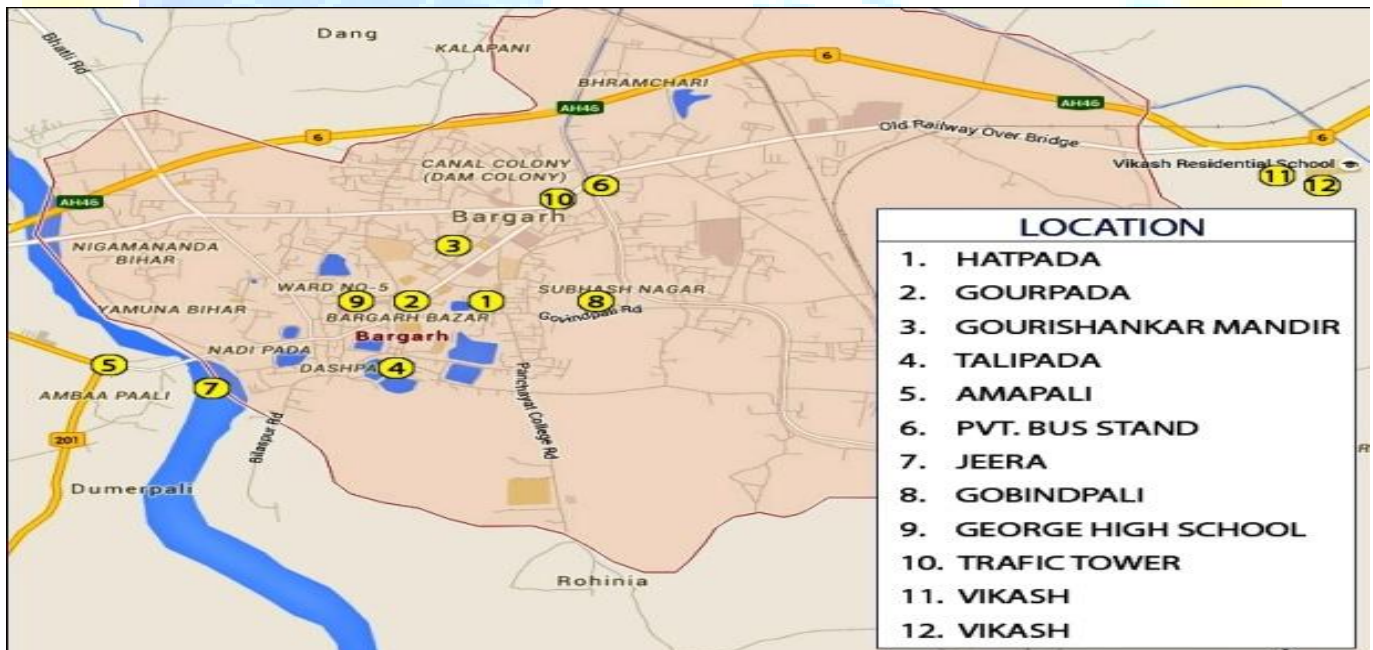 Dang
Bhatli Rd
KALAPANI
6
BHRAMCHARI
AH46
AH46
6
Old Railway Over Bridge
6
CANAL COLONY
(DAM COLONY)
Vikash Residential School
6
11
12
10
AH46
Bargarh
3
NIGAMANANDA
BIHAR
WARD NO-5
SUBHASH NAGAR
9
2
1
8
YAMUNA BIHAR
BARGARH BAZAR
Govindpali Rd
Bargarh
NADI PADA
5
DASHPA
4
7
AMBAA PAALI
Panchayat College Rd
Bilaspur Rd
201
Dumerpali
Rohinia
LOCATION
1. HATPADA
2. GOURPADA
3. GOURISHANKAR MANDIR
4. TALIPADA
5. AMAPALI
6. PVT. BUS STAND
7. JEERA
8. GOBINDPALI
9. GEORGE HIGH SCHOOL
10. TRAFIC TOWER
11. VIKASH
12. VIKASH